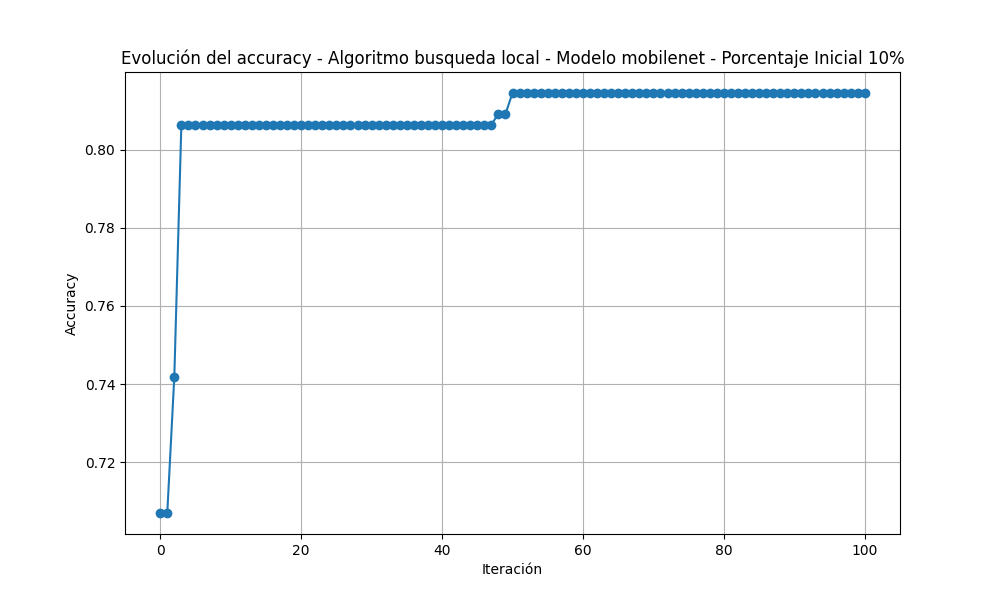 Evolución del accuracy - Algoritmo busqueda local - Modelo mobilenet - Porcentaje Inicial 10%
Accuracy
0.80
0.78
0.76
0.74
0.72
0 20 40 60 80 100
Iteración